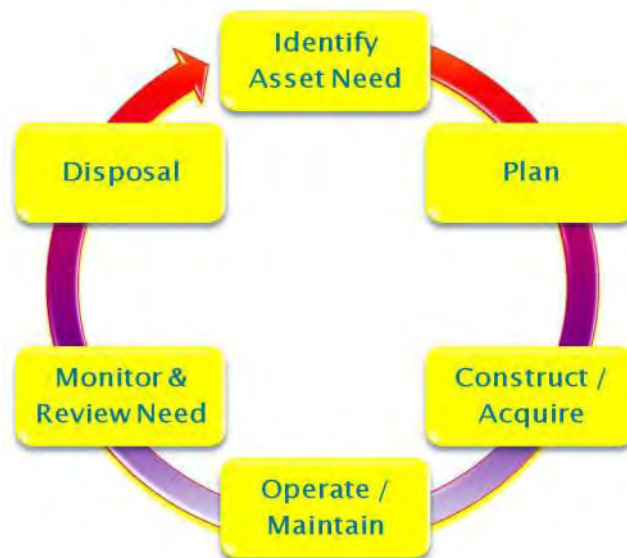 Identify
Asset Need
Plan
Construct /
Acquire
Operate /
Maintain
Monitor &
Review Need
Disposal